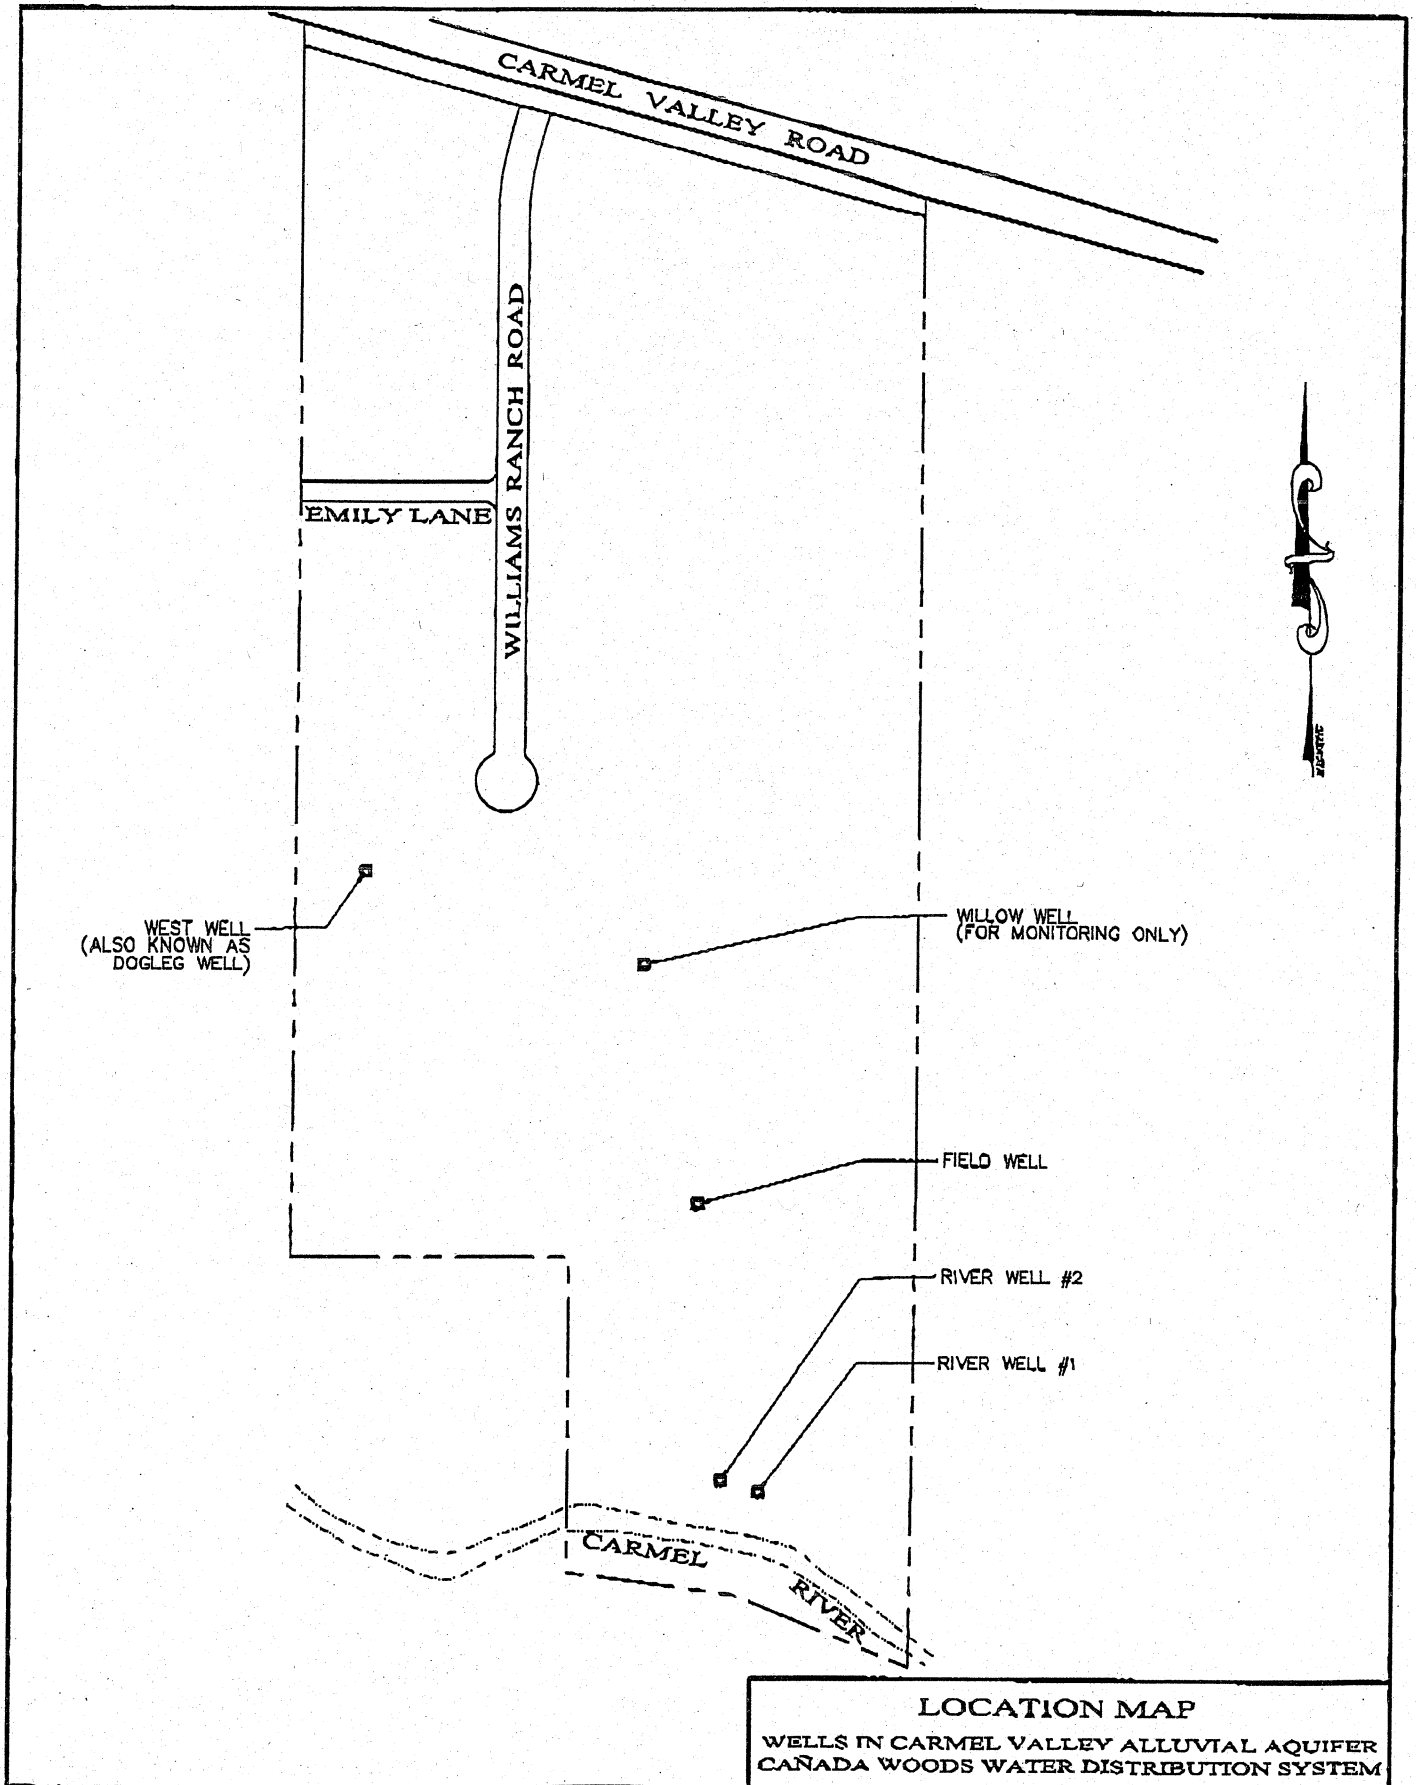 CARMEL VALLEY ROAD
WILLIAMS RANCH ROAD
EMILY LANE
WEST WELL
(ALSO KNOWN AS
DOGLEG WELL)
WILLOW WELL
(FOR MONITORING ONLY)
FIELD WELL
RIVER WELL #2
RIVER WELL #1
CARMEL
RIVER
LOCATION MAP
WELLS IN CARMEL VALLEY ALLUVIAL AQUIFER
CAÑADA WOODS WATER DISTRIBUTION SYSTEM